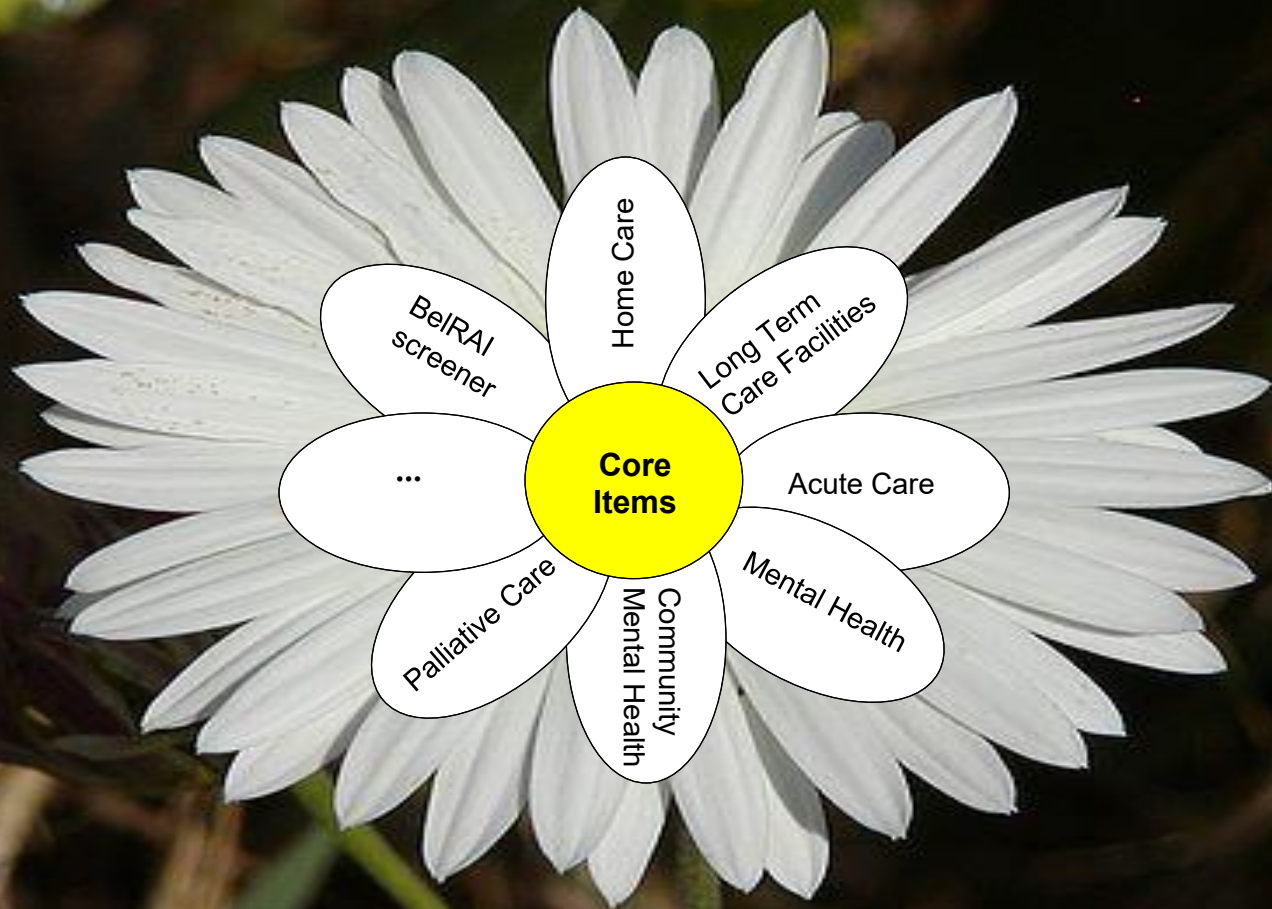 Home Care
Long Term
Care Facilities
Acute Care
Mental Health
Community
Mental Health
Palliative Care
...
BelRAI
screener
Core
Items